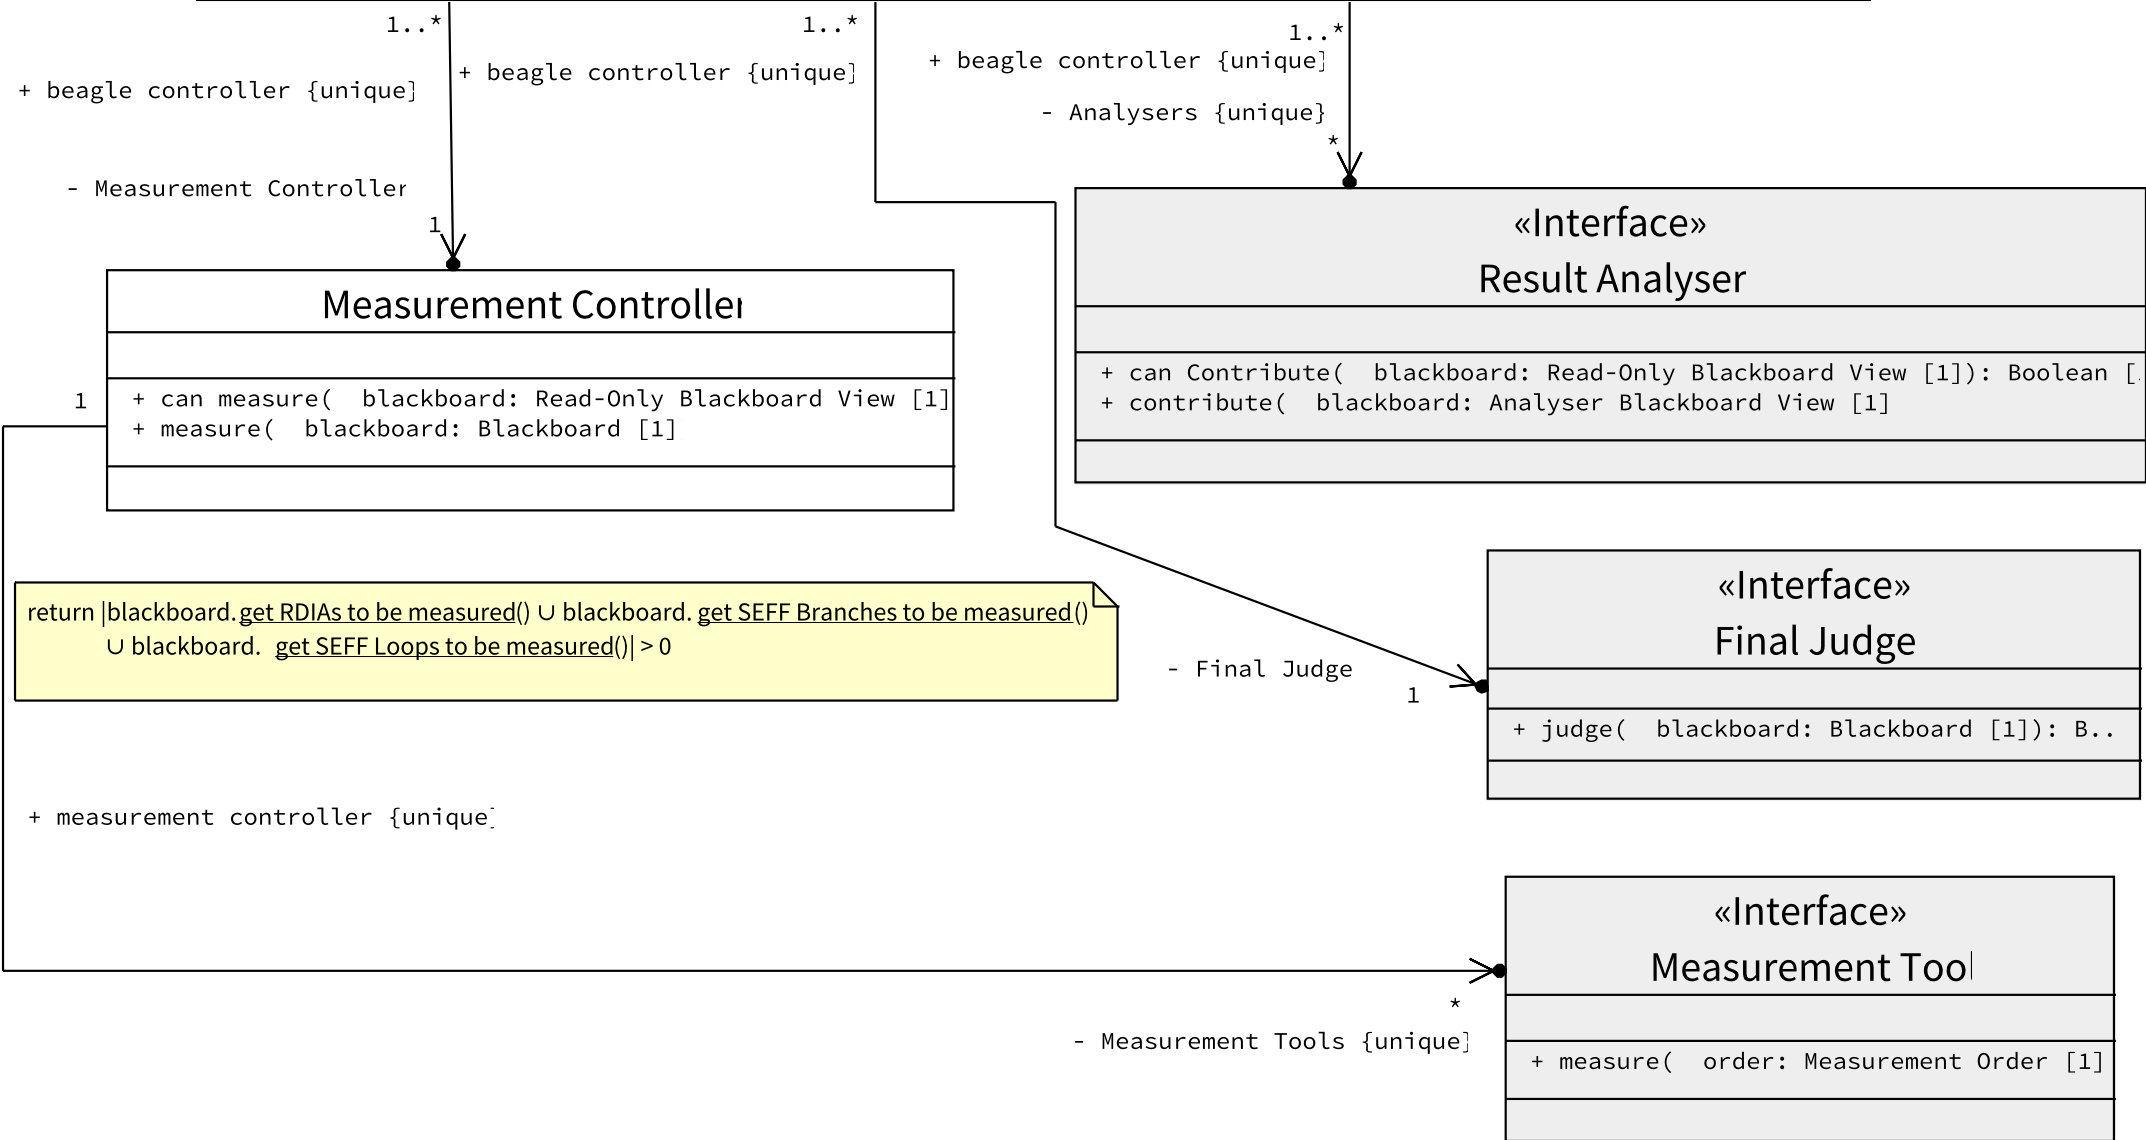 1..*
1..*
1..*
+ beagle controller {unique}
+ beagle controller {unique}
+ beagle controller {unique}
- Analysers {unique}
*
- Measurement Controller
1
«Interface»
Result Analyser
+ can Contribute( blackboard: Read-Only Blackboard View [1]): Boolean [
+ contribute( blackboard: Analyser Blackboard View [1]
Measurement Controller
1
+ can measure( blackboard: Read-Only Blackboard View [1]
+ measure( blackboard: Blackboard [1]
return |blackboard.get RDIAs to be measured() ∪ blackboard. get SEFF Branches to be measured()
∪ blackboard. get SEFF Loops to be measured()| > 0
- Final Judge
1
«Interface»
Final Judge
+ judge( blackboard: Blackboard [1]): B..
+ measurement controller {unique}
«Interface»
Measurement Tool
*
- Measurement Tools {unique}
+ measure( order: Measurement Order [1]